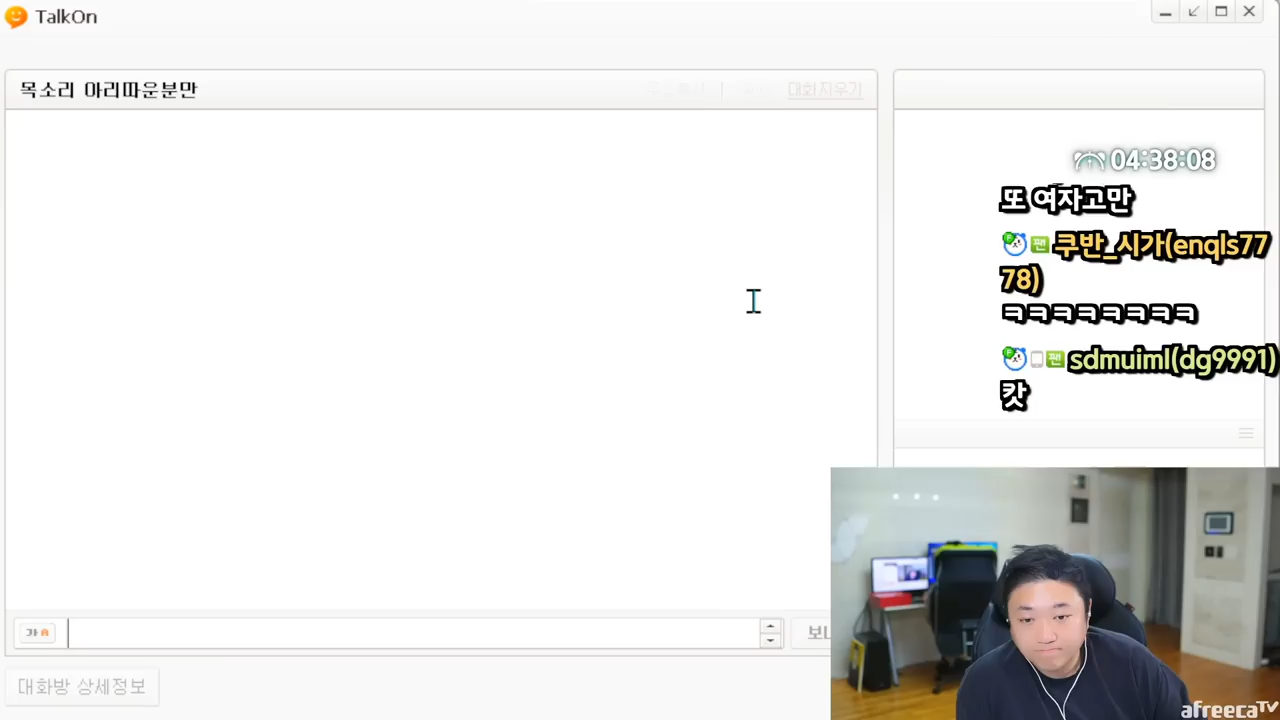 TalkOn
목소리 아리따운분만
대화지우기
04:38:08
또 여자고만
팬 쿠반_시가(enqls77
78)
ㅋㅋㅋㅋㅋㅋㅋㅋ
팬 sdmuiml(dg9991)
캇
가
대화방 상세정보
afreecaTV